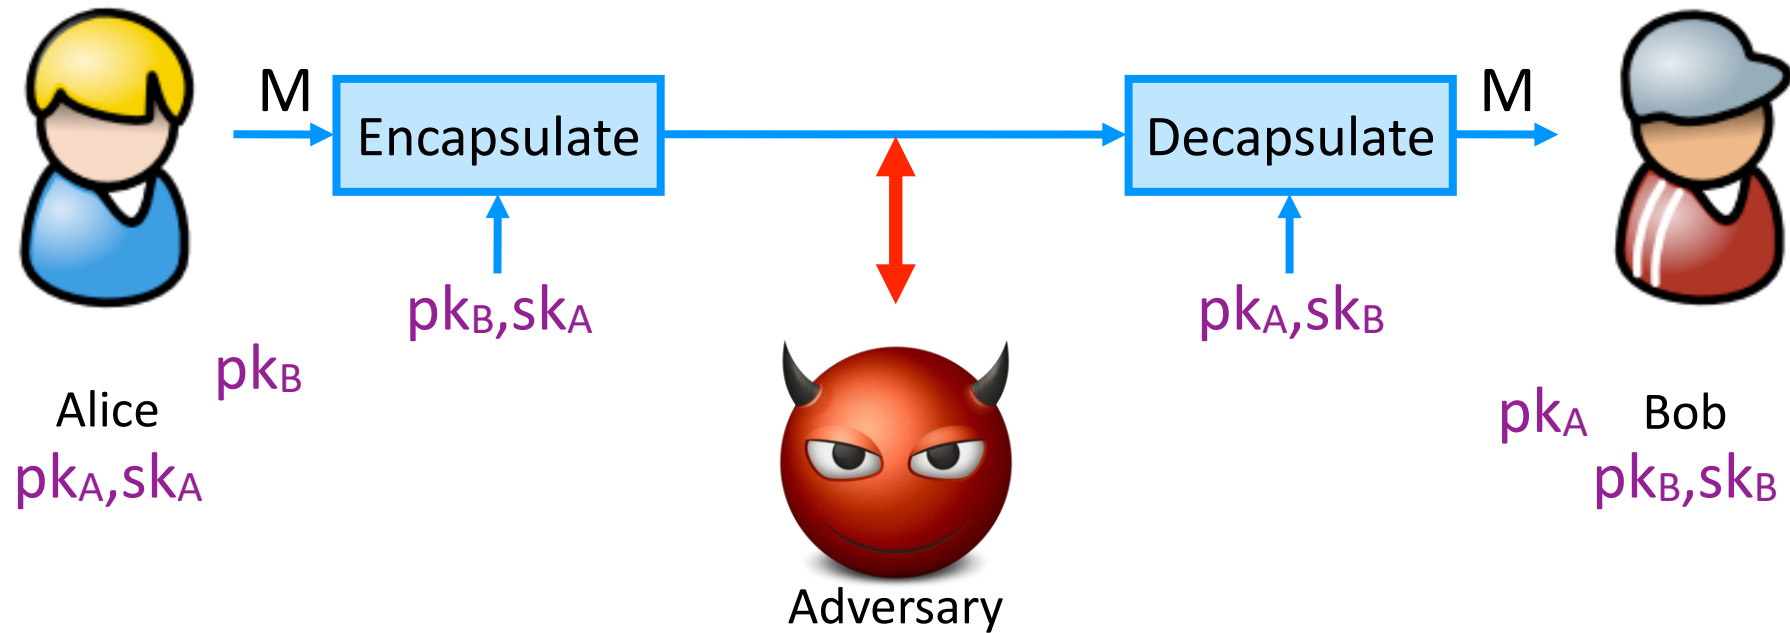 M
Encapsulate
Decapsulate
M
pkB,skA
pkA,skB
pkB
Alice
pkA,skA
pkA
Bob
pkB,skB
Adversary